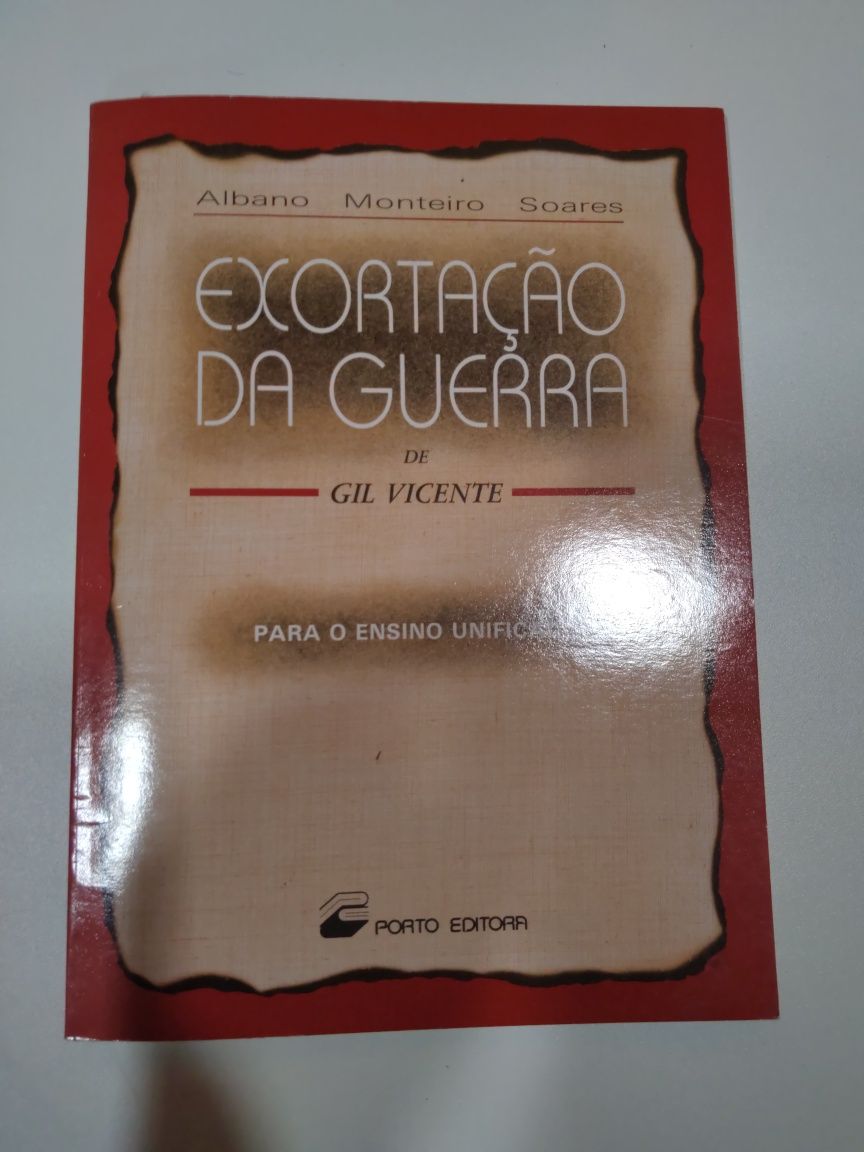 Albano Monteiro Soares
EXORTAÇÃO
DA GUERRA
DE
GIL VICENTE
PARA O ENSINO
PORTO EDITORA